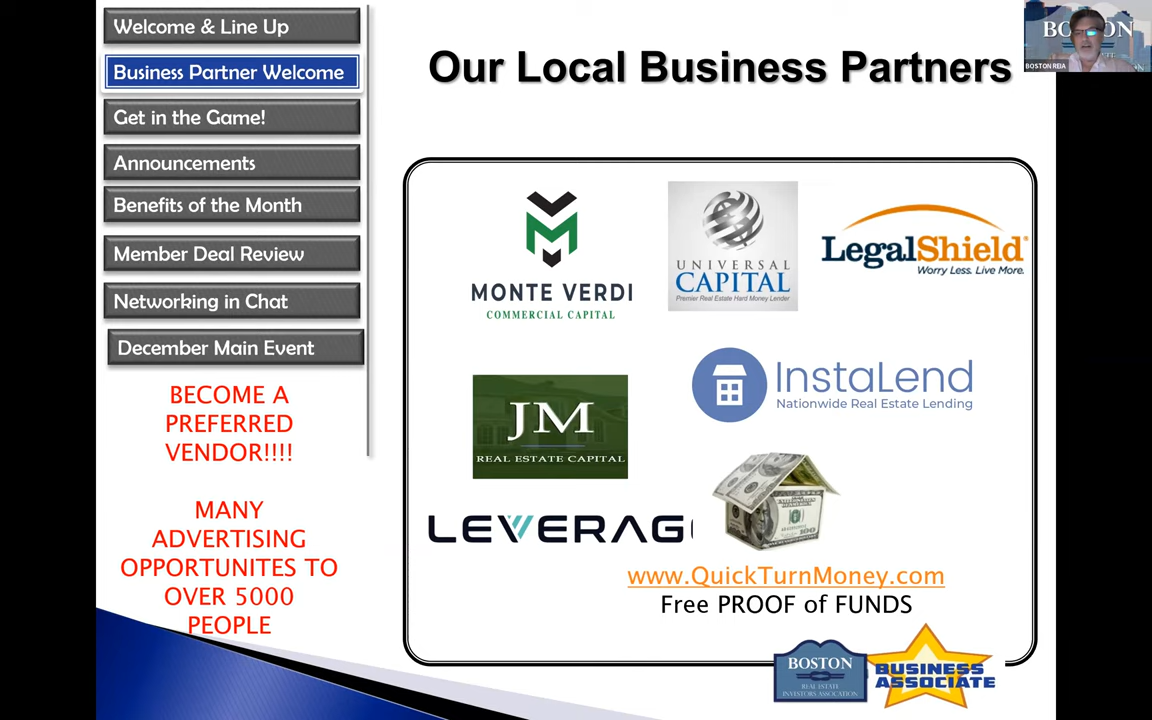 Welcome & Line Up
Business Partner Welcome
Get in the Game!
Announcements
Benefits of the Month
Member Deal Review
Networking in Chat
December Main Event
BECOME A
PREFERRED
VENDOR!!!!
MANY
ADVERTISING
OPPORTUNITES TO
OVER 5000
PEOPLE
Our Local Business Partners
MONTE VERDI
COMMERCIAL CAPITAL
UNIVERSAL
CAPITAL
Premier Real Estate Hard Money Lender
LegalShield®
Worry Less. Live More.
JM
REAL ESTATE CAPITAL
InstaLend
Nationwide Real Estate Lending
LEVERAG
www.QuickTurnMoney.com
Free PROOF of FUNDS
BOSTON
REAL ESTATE
INVESTORS ASSOCIATION
BUSINESS
ASSOCIATE
BOSTON REIA